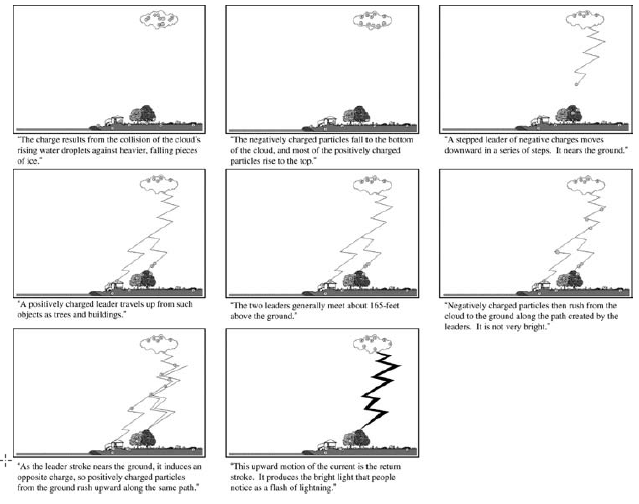 "The charge results from the collision of the cloud's
rising water droplets against heavier, falling pieces
of ice."
"The negatively charged particles fall to the bottom
of the cloud, and most of the positively charged
particles rise to the top."
"A stepped leader of negative charges moves
downward in a series of steps. It nears the ground."
"A positively charged leader travels up from such
objects as trees and buildings."
"The two leaders generally meet about 165-feet
above the ground."
"Negatively charged particles then rush from the
cloud to the ground along the path created by the
leaders. It is not very bright."
"As the leader stroke nears the ground, it induces an
opposite charge, so positively charged particles
from the ground rush upward along the same path."
"This upward motion of the current is the return
stroke. It produces the bright light that people
notice as a flash of lightning."